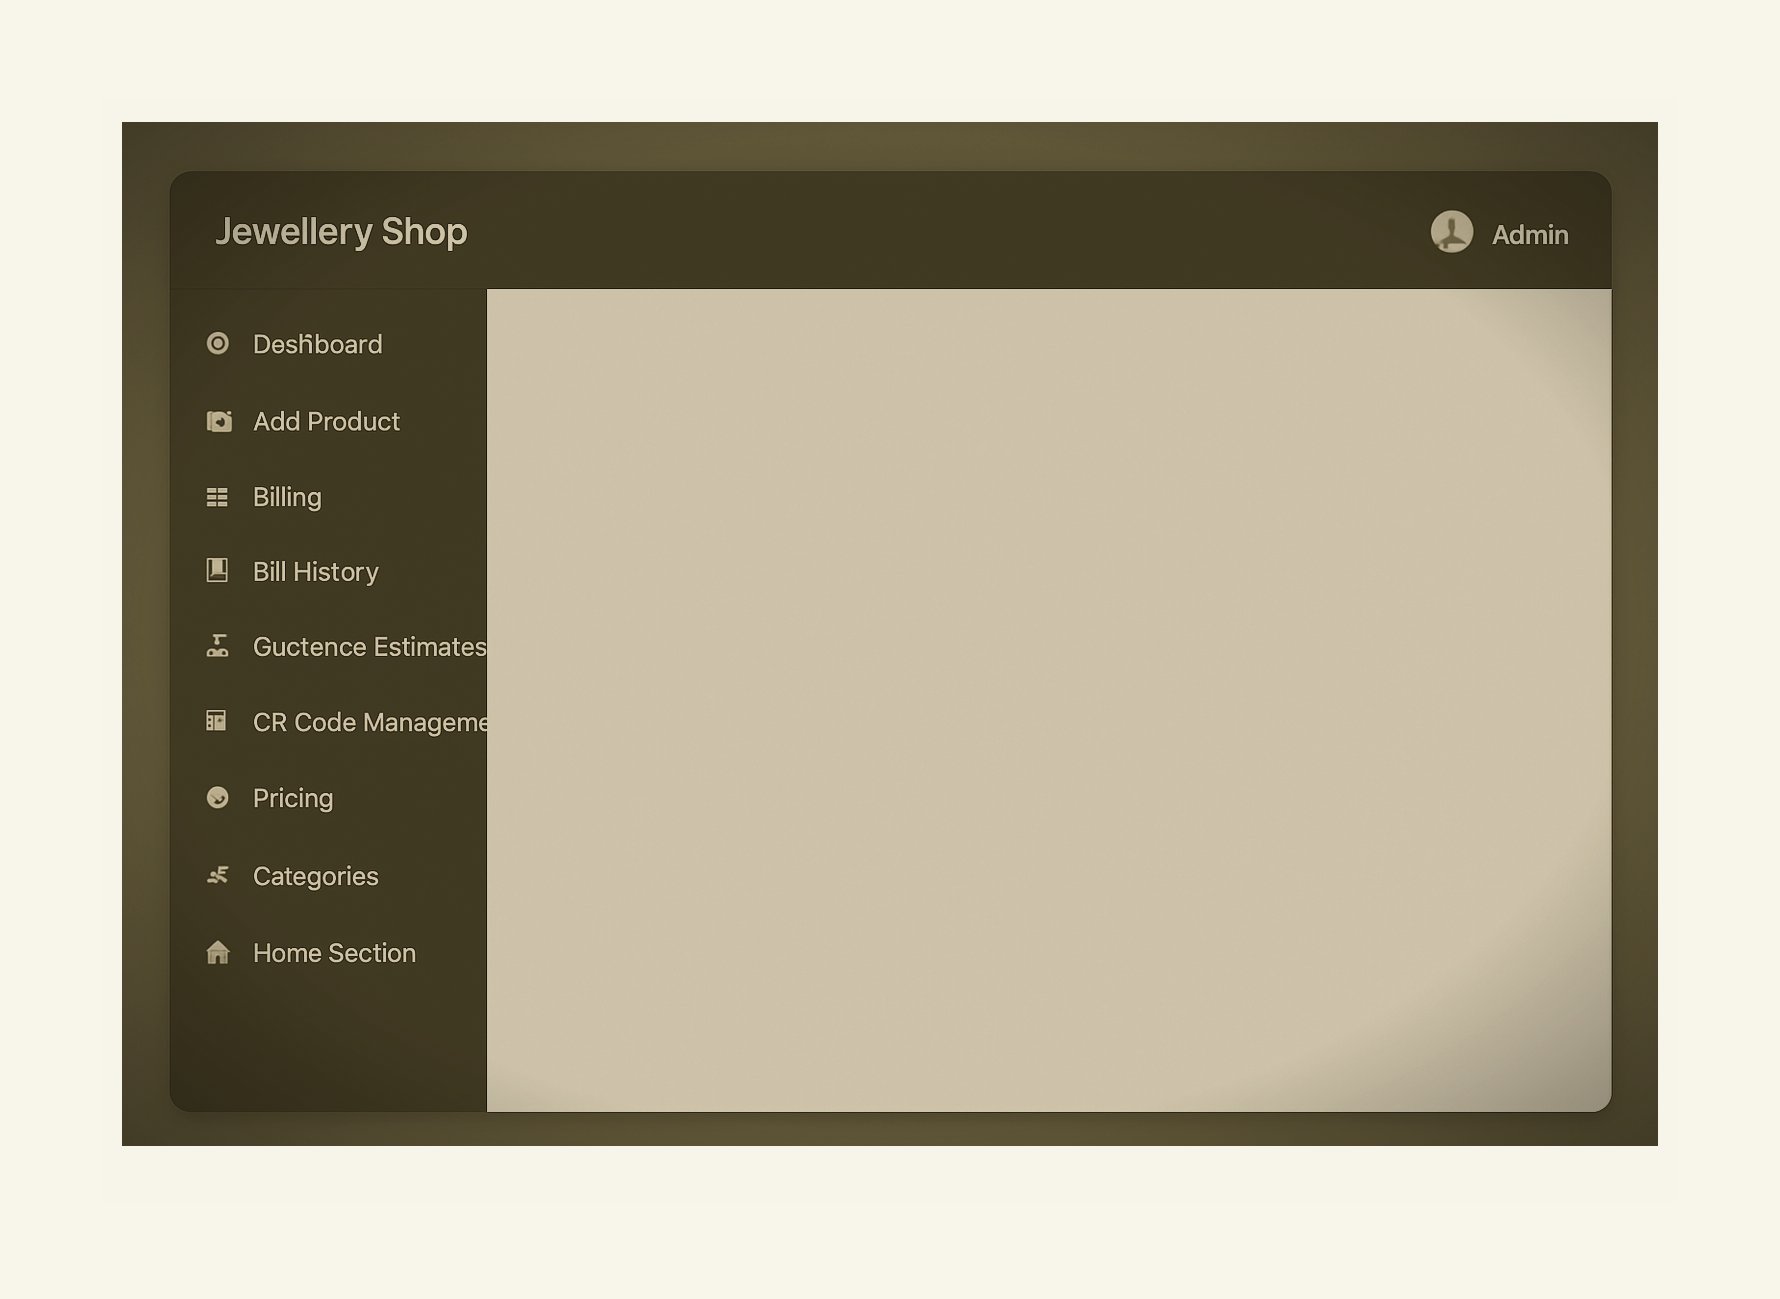 Jewellery Shop
Admin
Deshboard
Add Product
Billing
Bill History
Guctence Estimates
CR Code Manageme
Pricing
Categories
Home Section